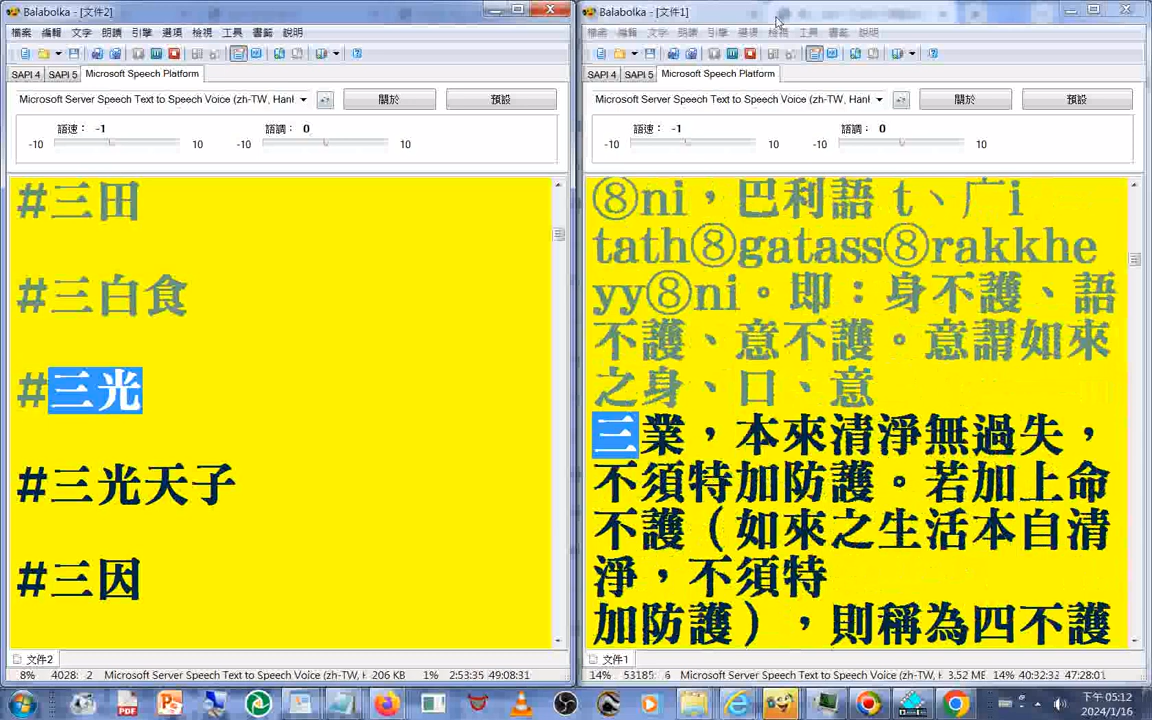 Balabolka - [文件2]
檔案 編輯 文字 朗讀 引擎 選項 檢視 工具 書籤 說明
SAPI 4 SAPI 5 Microsoft Speech Platform
Microsoft Server Speech Text to Speech Voice (zh-TW, Han
關於 預設
語速： -1 語調： 0
-10 10 -10 10
#三田
#三白食
#三光
#三光天子
#三因
文件2
8% 4028: 2 Microsoft Server Speech Text to Speech Voice (zh-TW, 206 KB 1% 2:53:35 49:08:31
Balabolka - [文件1]
檔案 編輯 文字 朗讀 引擎 選項 檢視 工具 書籤 說明
SAPI 4 SAPI 5 Microsoft Speech Platform
Microsoft Server Speech Text to Speech Voice (zh-TW, Han
關於 預設
語速： -1 語調： 0
-10 10 -10 10
⑧ni，巴利語 t、广i
tath⑧gatass⑧rakkhe
yy⑧ni。即：身不護、語
不護、意不護。意謂如來
之身、口、意
三業，本來清淨無過失，
不須特加防護。若加上命
不護（如來之生活本自清
淨，不須特
加防護），則稱為四不護
文件1
14% 53185: 6 Microsoft Server Speech Text to Speech Voice (zh-TW, 3.52 MB 14% 40:32:32 47:28:01
下午 05:12
2024/1/16